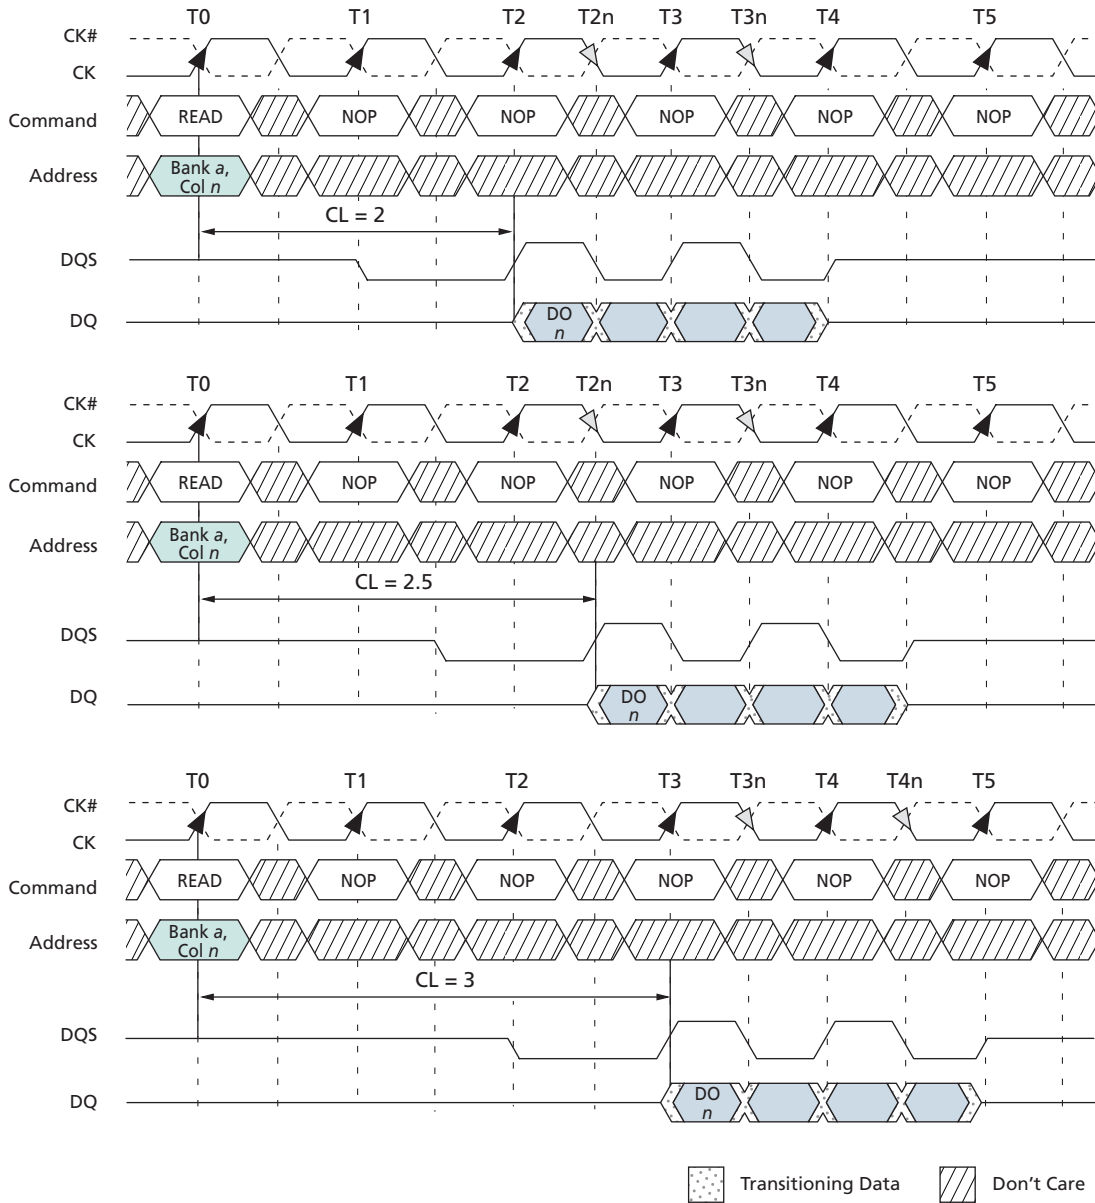 T0 T1 T2 T2n T3 T3n T4 T5
CK#
CK
Command READ NOP NOP NOP NOP NOP
Address Bank a,
Col n
CL = 2
DQS
DQ DO
n
T0 T1 T2 T2n T3 T3n T4 T5
CK#
CK
Command READ NOP NOP NOP NOP NOP
Address Bank a,
Col n
CL = 2.5
DQS
DQ DO
n
T0 T1 T2 T3 T3n T4 T4n T5
CK#
CK
Command READ NOP NOP NOP NOP NOP
Address Bank a,
Col n
CL = 3
DQS
DQ DO
n
Transitioning Data Don't Care